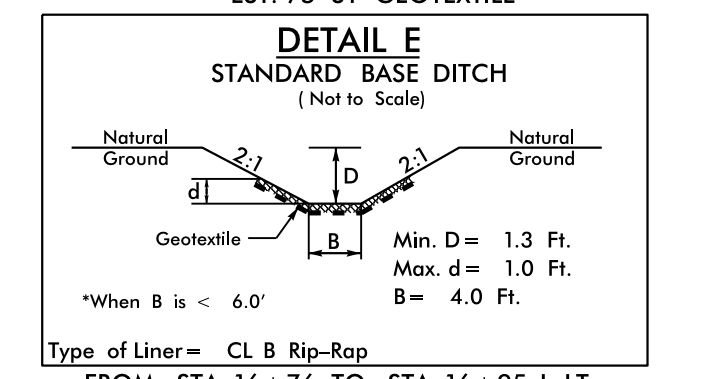 DETAIL E
STANDARD BASE DITCH
( Not to Scale)
Natural
Ground
Natural
Ground
2:1
2:1
D
d
Geotextile
B
Min. D= 1.3 Ft.
Max. d= 1.0 Ft.
B= 4.0 Ft.
*When B is < 6.0'
Type of Liner= CL B Rip-Rap